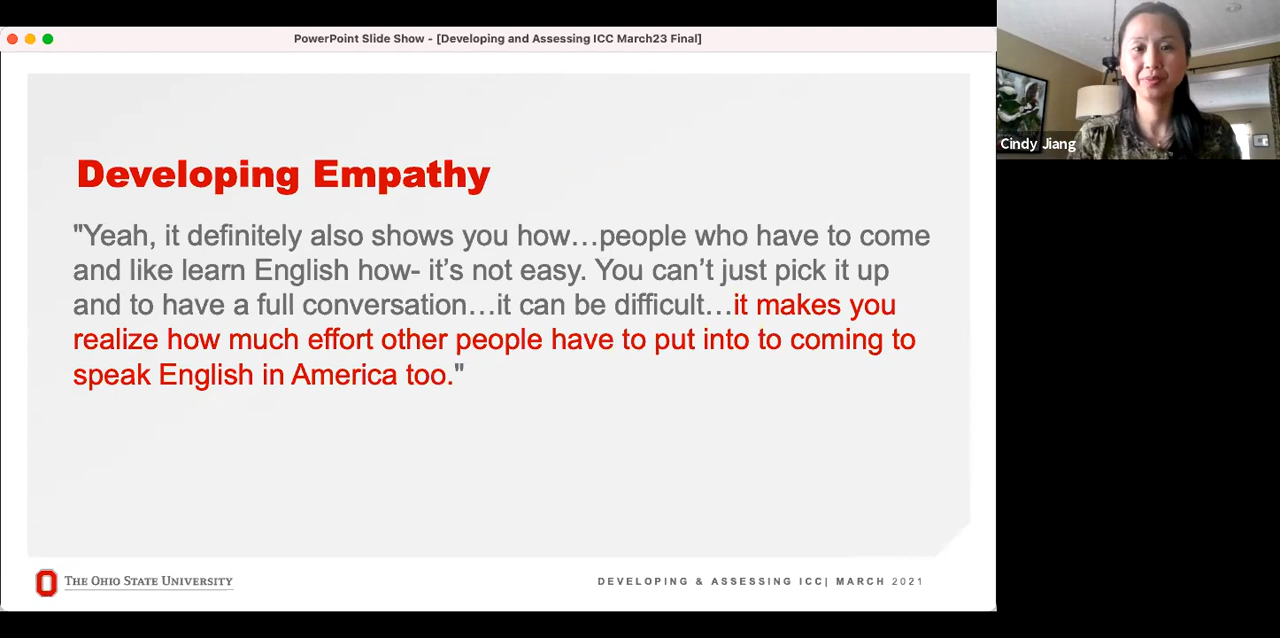 PowerPoint Slide Show - [Developing and Assessing ICC March23 Final]
Cindy Jiang
Developing Empathy
"Yeah, it definitely also shows you how…people who have to come
and like learn English how- it’s not easy. You can’t just pick it up
and to have a full conversation…it can be difficult…it makes you
realize how much effort other people have to put into to coming to
speak English in America too."
THE OHIO STATE UNIVERSITY
DEVELOPING & ASSESSING ICC| MARCH 2021